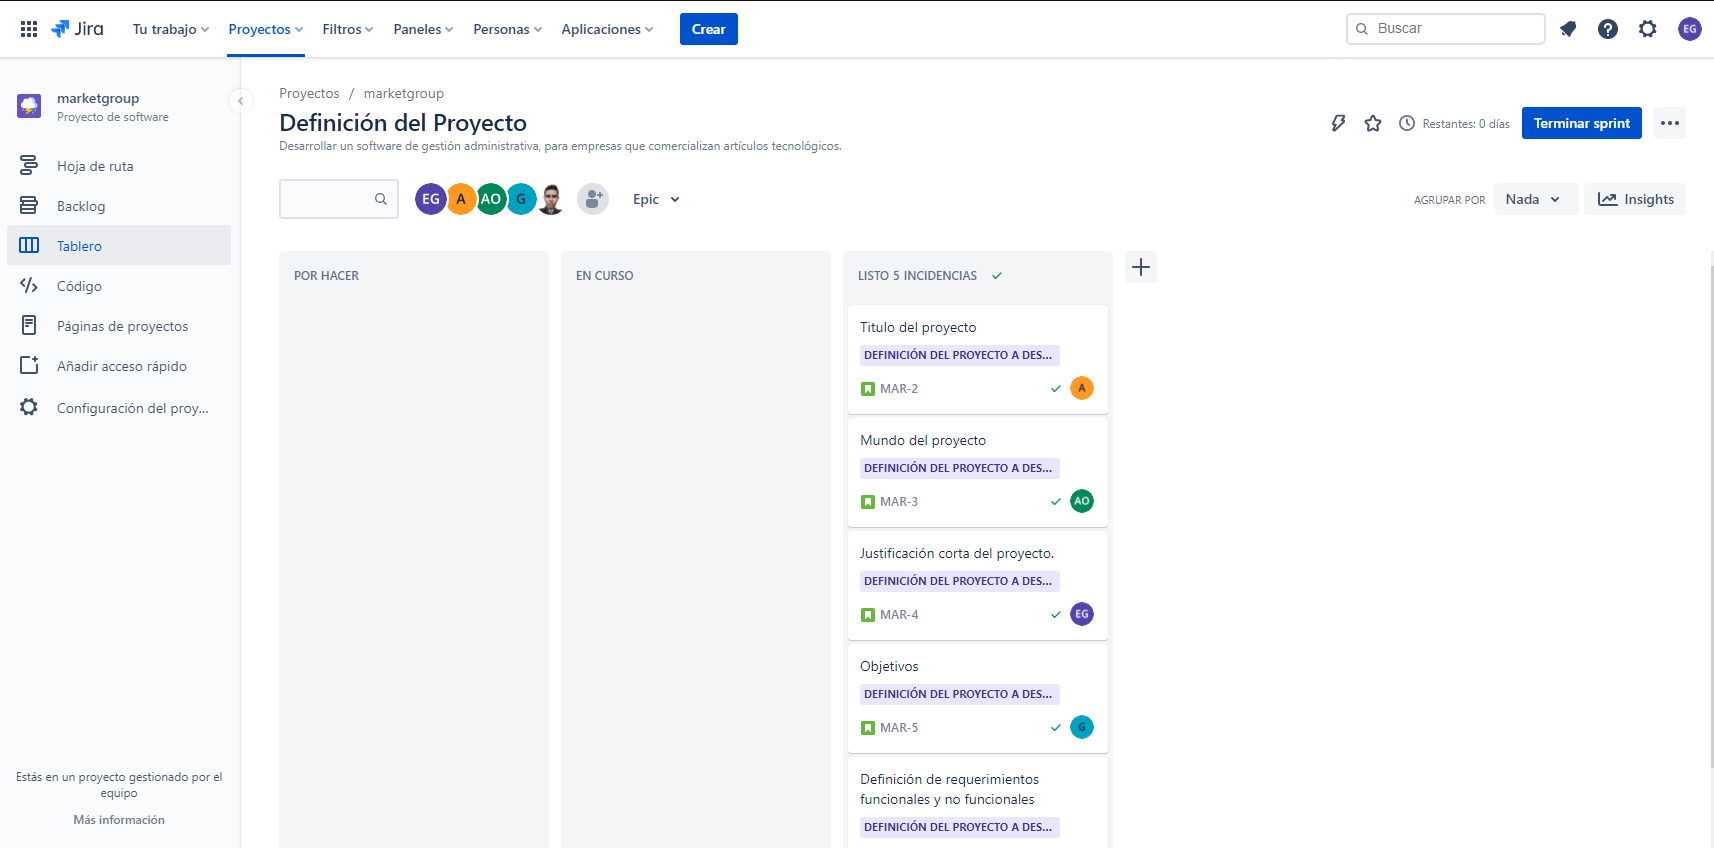 Jira
Tu trabajo
Proyectos
Filtros
Paneles
Personas
Aplicaciones
Crear
Buscar
EG
marketgroup
Proyecto de software
Hoja de ruta
Backlog
Tablero
Código
Páginas de proyectos
Añadir acceso rápido
Configuración del proy...
Estás en un proyecto gestionado por el
equipo
Más información
Proyectos / marketgroup
Definición del Proyecto
Desarrollar un software de gestión administrativa, para empresas que comercializan artículos tecnológicos.
Restantes: 0 días
Terminar sprint
EG
A
AO
G
Epic
AGRUPAR POR
Nada
Insights
POR HACER
EN CURSO
LISTO 5 INCIDENCIAS
Titulo del proyecto
DEFINICIÓN DEL PROYECTO A DES...
MAR-2
A
Mundo del proyecto
DEFINICIÓN DEL PROYECTO A DES...
MAR-3
AO
Justificación corta del proyecto.
DEFINICIÓN DEL PROYECTO A DES...
MAR-4
EG
Objetivos
DEFINICIÓN DEL PROYECTO A DES...
MAR-5
G
Definición de requerimientos
funcionales y no funcionales
DEFINICIÓN DEL PROYECTO A DES...